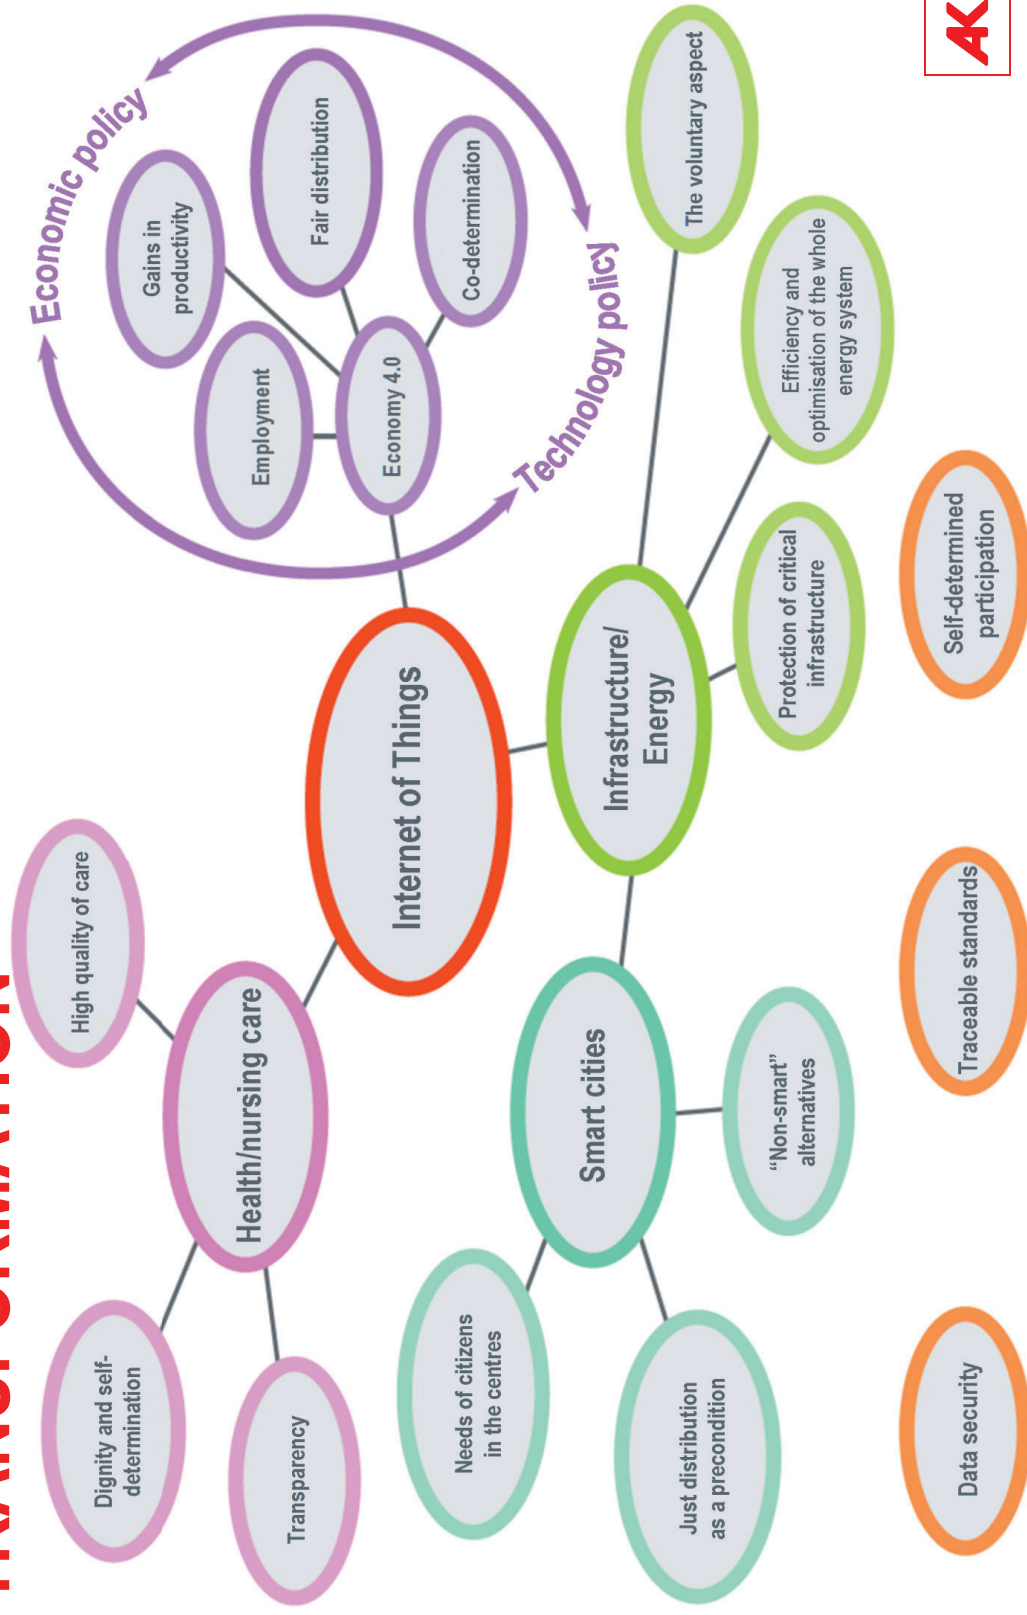 TRANSFORMATION
Economic policy
Gains in
productivity
Fair distribution
Employment
Co-determination
Economy 4.0
Technology policy
High quality of care
Dignity and self-
determination
Health/nursing care
Transparency
Internet of Things
Infrastructure/
Energy
The voluntary aspect
Efficiency and
optimisation of the whole
energy system
Protection of critical
infrastructure
Needs of citizens
in the centres
Smart cities
Just distribution
as a precondition
“Non-smart”
alternatives
Data security
Traceable standards
Self-determined
participation
AK